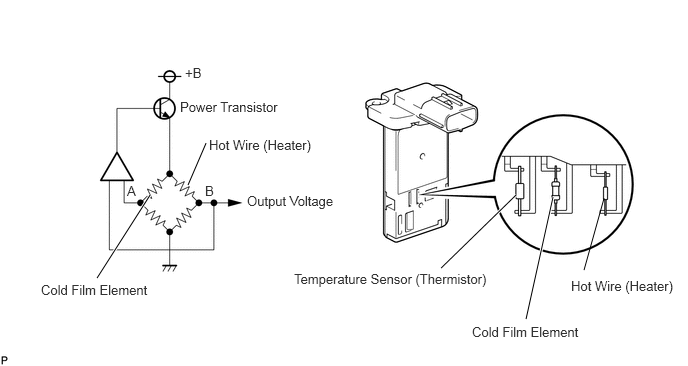 +B
Power Transistor
Hot Wire (Heater)
A
B
Output Voltage
Cold Film Element
Temperature Sensor (Thermistor)
Hot Wire (Heater)
Cold Film Element
P